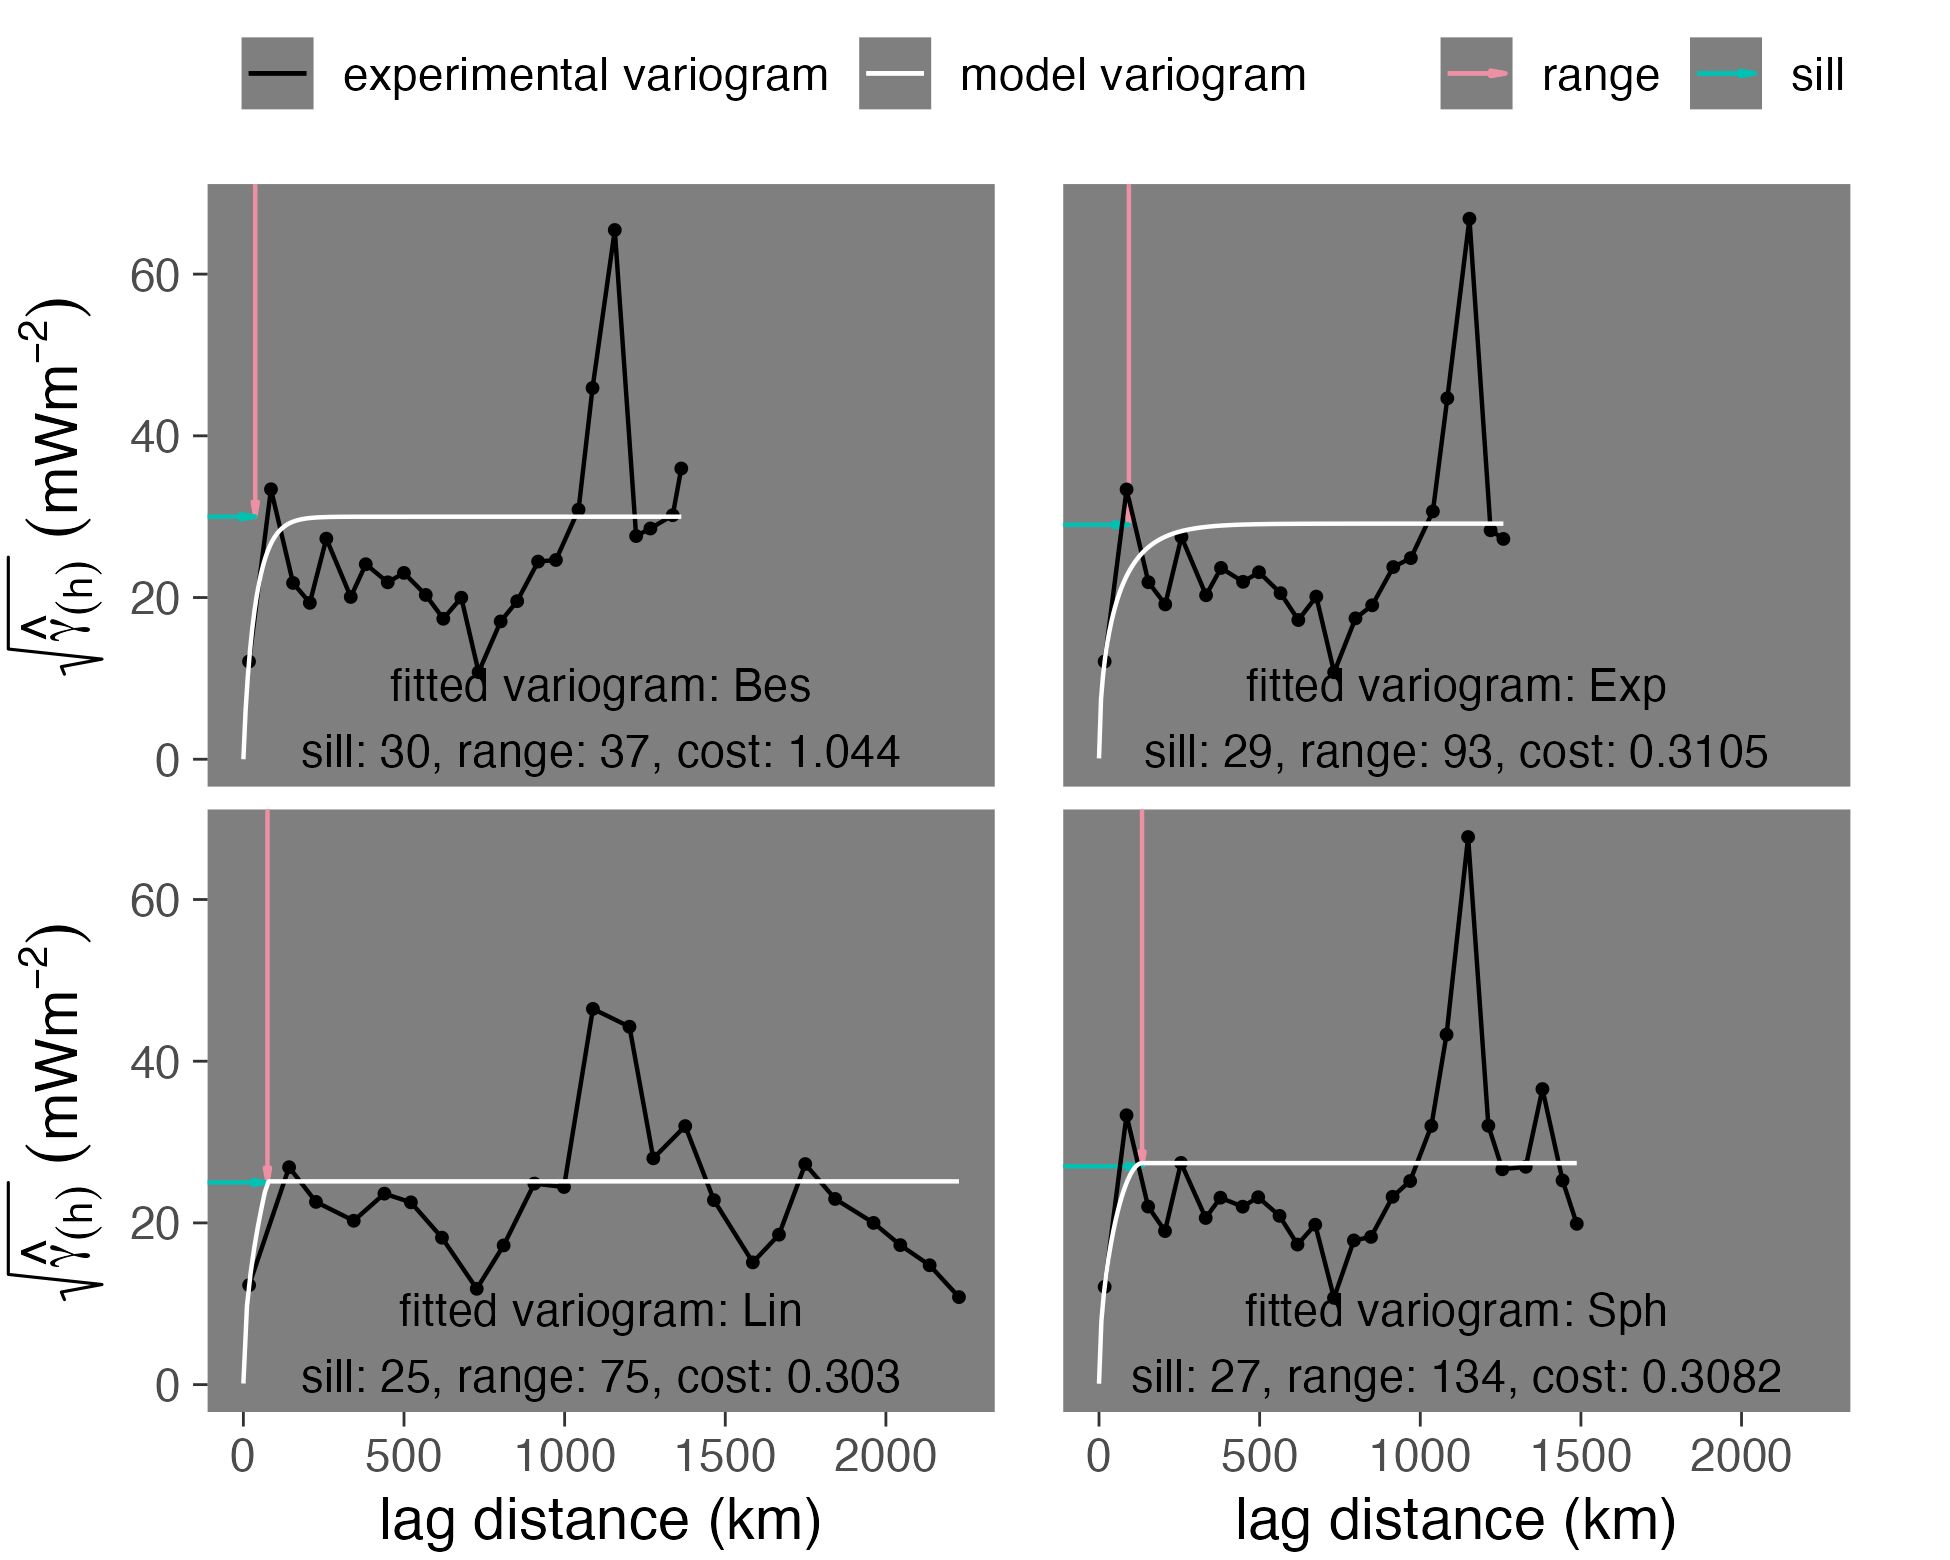 experimental variogram model variogram range sill
60
40
20
0
√γ̂(h) (mWm−2)
fitted variogram: Bes
sill: 30, range: 37, cost: 1.044
fitted variogram: Exp
sill: 29, range: 93, cost: 0.3105
60
40
20
0
√γ̂(h) (mWm−2)
fitted variogram: Lin
sill: 25, range: 75, cost: 0.303
fitted variogram: Sph
sill: 27, range: 134, cost: 0.3082
0 500 1000 1500 2000
0 500 1000 1500 2000
lag distance (km)
lag distance (km)